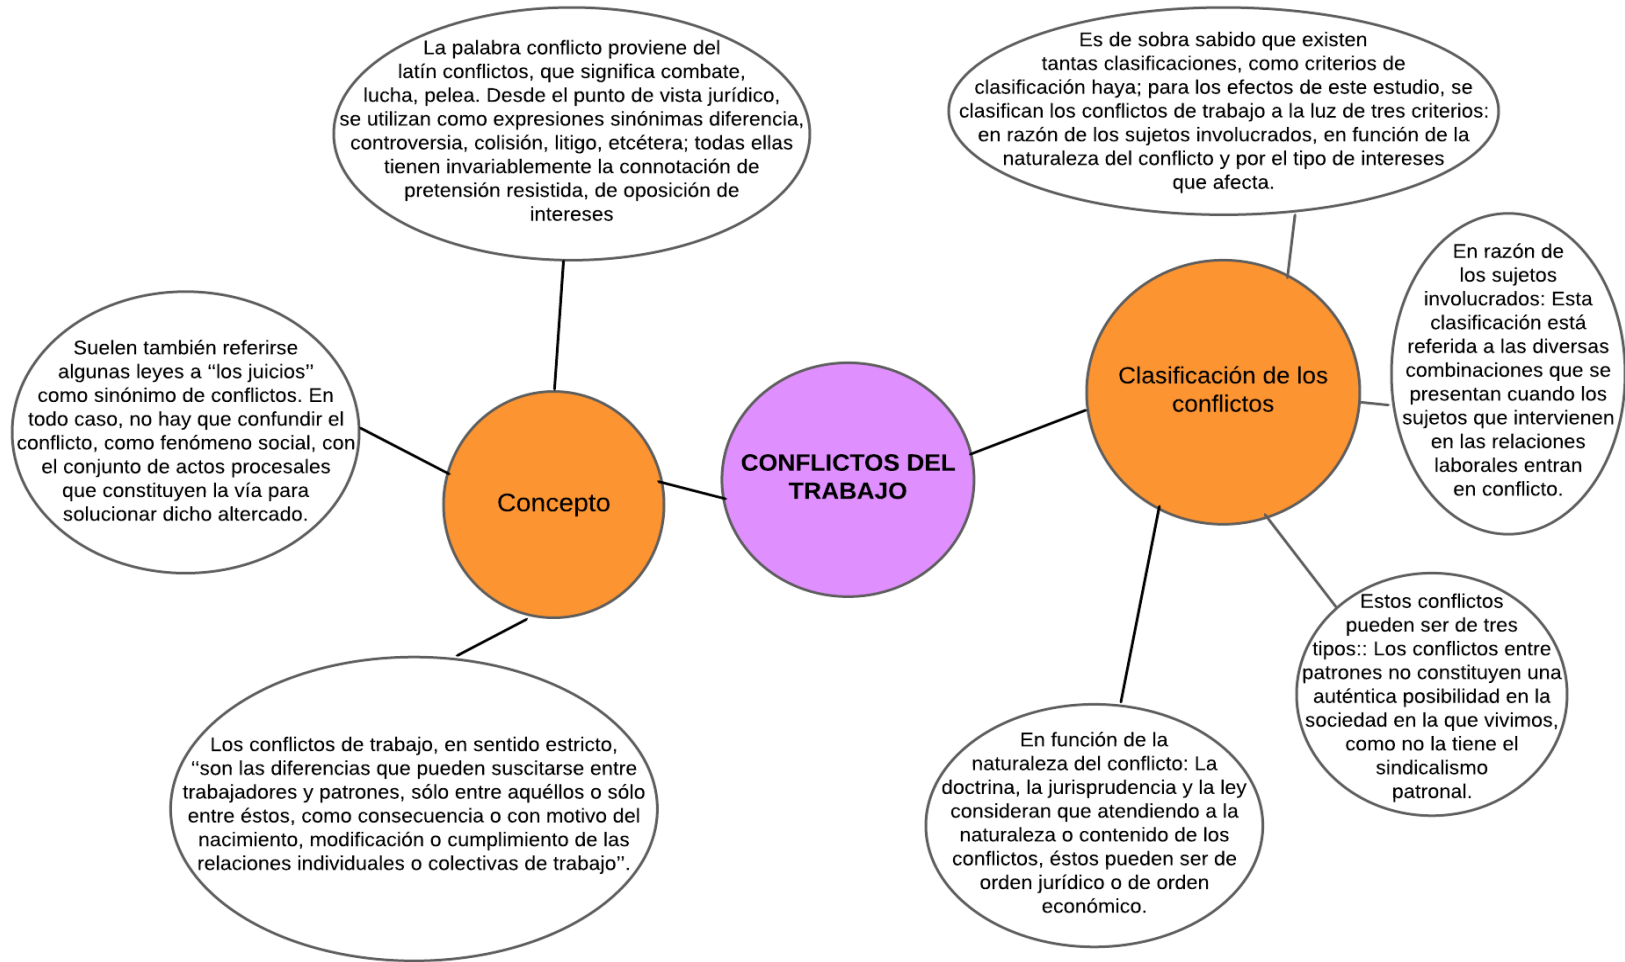 La palabra conflicto proviene del
latín conflictos, que significa combate,
lucha, pelea. Desde el punto de vista jurídico,
se utilizan como expresiones sinónimas diferencia,
controversia, colisión, litigo, etcétera; todas ellas
tienen invariablemente la connotación de
pretensión resistida, de oposición de
intereses
Suelen también referirse
algunas leyes a “los juicios”
como sinónimo de conflictos. En
todo caso, no hay que confundir el
conflicto, como fenómeno social, con
el conjunto de actos procesales
que constituyen la vía para
solucionar dicho altercado.
Concepto
Los conflictos de trabajo, en sentido estricto,
“son las diferencias que pueden suscitarse entre
trabajadores y patrones, sólo entre aquéllos o sólo
entre éstos, como consecuencia o con motivo del
nacimiento, modificación o cumplimiento de las
relaciones individuales o colectivas de trabajo”.
CONFLICTOS DEL
TRABAJO
Es de sobra sabido que existen
tantas clasificaciones, como criterios de
clasificación haya; para los efectos de este estudio, se
clasifican los conflictos de trabajo a la luz de tres criterios:
en razón de los sujetos involucrados, en función de la
naturaleza del conflicto y por el tipo de intereses
que afecta.
Clasificación de los
conflictos
En razón de
los sujetos
involucrados: Esta
clasificación está
referida a las diversas
combinaciones que se
presentan cuando los
sujetos que intervienen
en las relaciones
laborales entran
en conflicto.
Estos conflictos
pueden ser de tres
tipos:: Los conflictos entre
patrones no constituyen una
auténtica posibilidad en la
sociedad en la que vivimos,
como no la tiene el
sindicalismo
patronal.
En función de la
naturaleza del conflicto: La
doctrina, la jurisprudencia y la ley
consideran que atendiendo a la
naturaleza o contenido de los
conflictos, éstos pueden ser de
orden jurídico o de orden
económico.